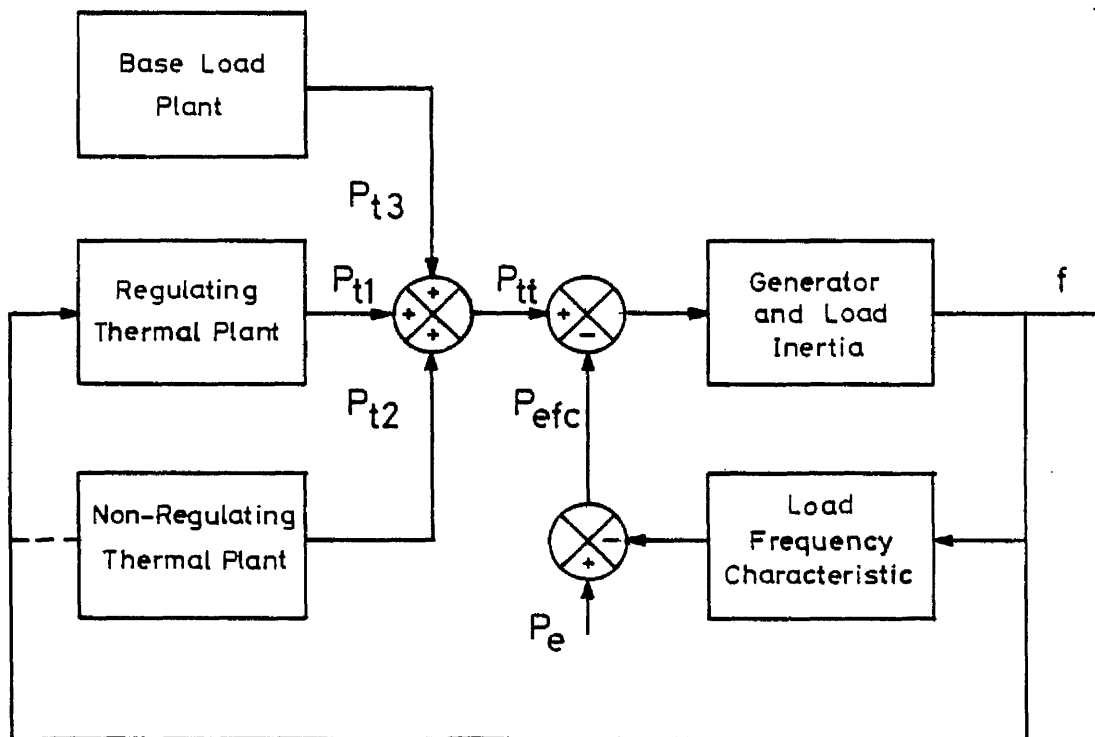 Base Load
Plant
Pt3
Regulating
Thermal Plant
Pt1
Ptt
Generator
and Load
Inertia
f
Pt2
Pefc
Non-Regulating
Thermal Plant
Load
Frequency
Characteristic
Pe
+
+
+
+
−
−
+